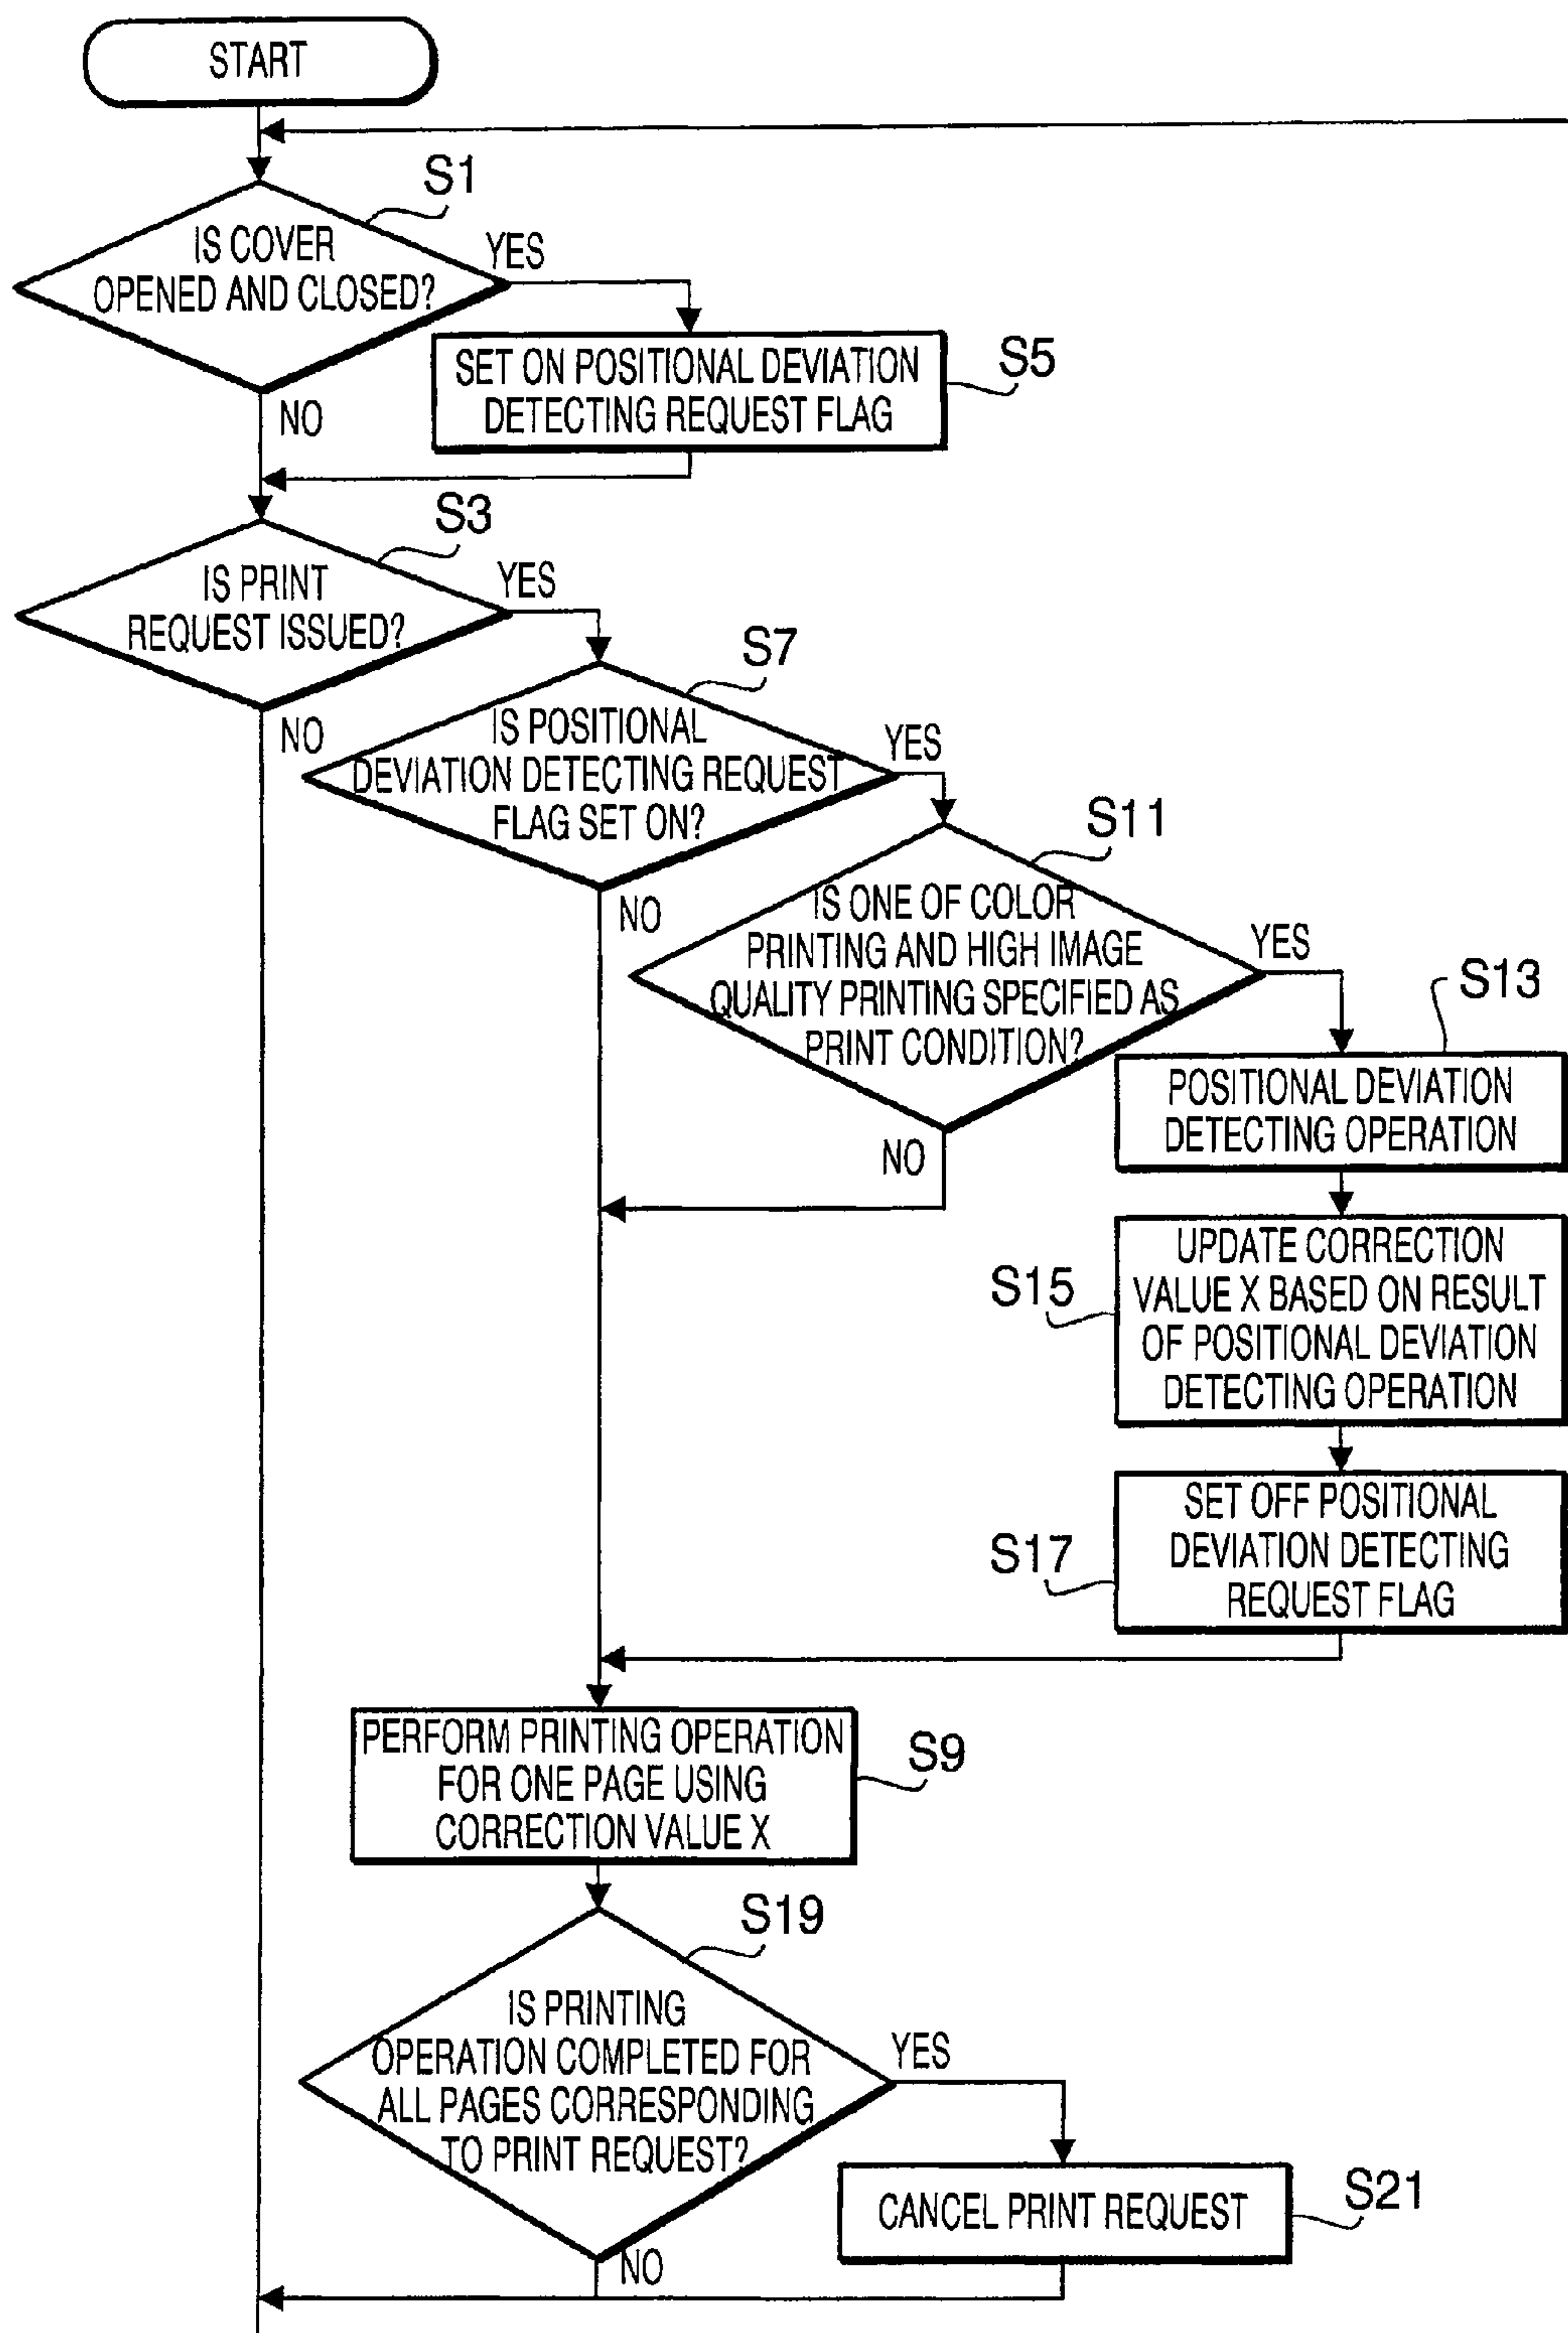 START
S1
IS COVER
OPENED AND CLOSED?
YES
SET ON POSITIONAL DEVIATION
DETECTING REQUEST FLAG
S5
NO
S3
IS PRINT
REQUEST ISSUED?
YES
NO
S7
IS POSITIONAL
DEVIATION DETECTING REQUEST
FLAG SET ON?
YES
NO
S11
IS ONE OF COLOR
PRINTING AND HIGH IMAGE
QUALITY PRINTING SPECIFIED AS
PRINT CONDITION?
YES
NO
S13
POSITIONAL DEVIATION
DETECTING OPERATION
S15
UPDATE CORRECTION
VALUE X BASED ON RESULT
OF POSITIONAL DEVIATION
DETECTING OPERATION
S17
SET OFF POSITIONAL
DEVIATION DETECTING
REQUEST FLAG
PERFORM PRINTING OPERATION
FOR ONE PAGE USING
CORRECTION VALUE X
S9
S19
IS PRINTING
OPERATION COMPLETED FOR
ALL PAGES CORRESPONDING
TO PRINT REQUEST?
YES
NO
CANCEL PRINT REQUEST
S21